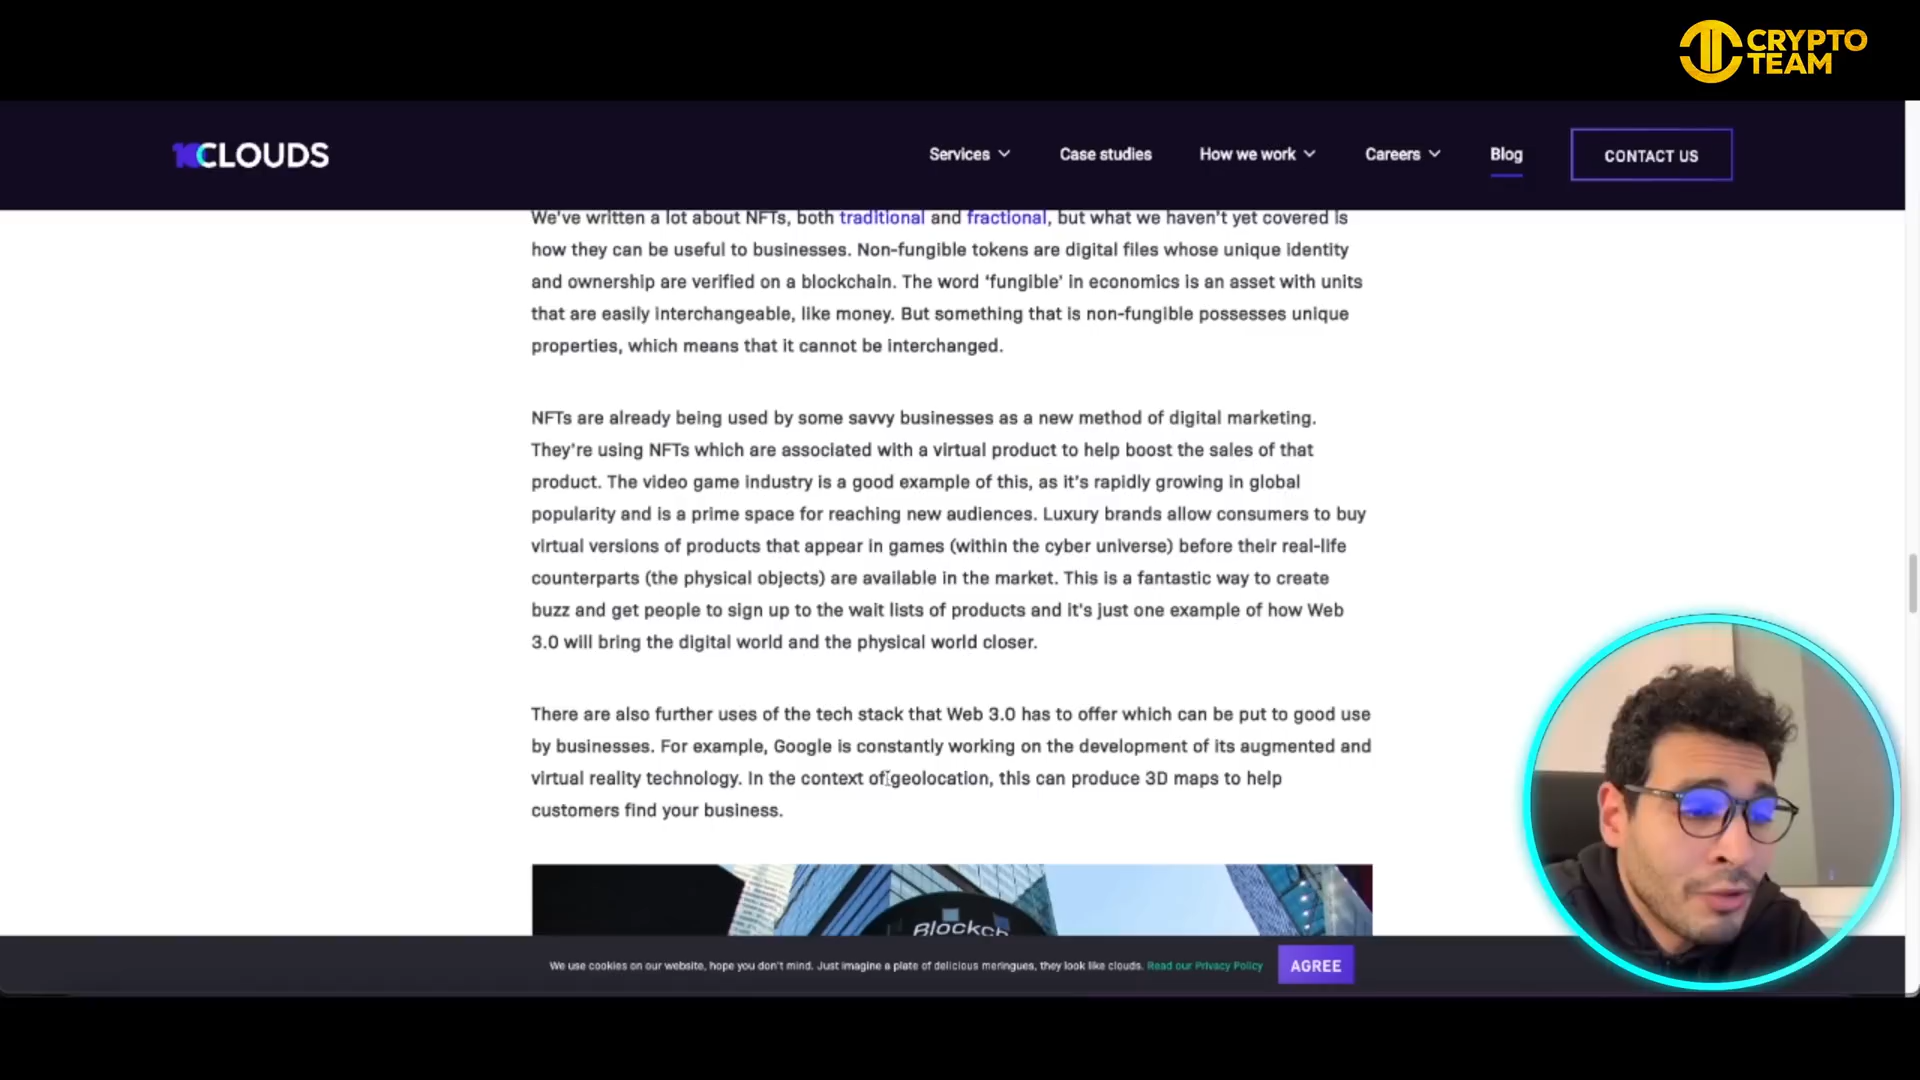 CRYPTO
TEAM
10CLOUDS
Services
Case studies
How we work
Careers
Blog
CONTACT US
We've written a lot about NFTs, both traditional and fractional, but what we haven't yet covered is
how they can be useful to businesses. Non-fungible tokens are digital files whose unique identity
and ownership are verified on a blockchain. The word ‘fungible’ in economics is an asset with units
that are easily interchangeable, like money. But something that is non-fungible possesses unique
properties, which means that it cannot be interchanged.
NFTs are already being used by some savvy businesses as a new method of digital marketing.
They're using NFTs which are associated with a virtual product to help boost the sales of that
product. The video game industry is a good example of this, as it's rapidly growing in global
popularity and is a prime space for reaching new audiences. Luxury brands allow consumers to buy
virtual versions of products that appear in games (within the cyber universe) before their real-life
counterparts (the physical objects) are available in the market. This is a fantastic way to create
buzz and get people to sign up to the wait lists of products and it's just one example of how Web
3.0 will bring the digital world and the physical world closer.
There are also further uses of the tech stack that Web 3.0 has to offer which can be put to good use
by businesses. For example, Google is constantly working on the development of its augmented and
virtual reality technology. In the context of geolocation, this can produce 3D maps to help
customers find your business.
Blockch
We use cookies on our website, hope you don't mind. Just imagine a plate of delicious meringues, they look like clouds. Read our Privacy Policy
AGREE